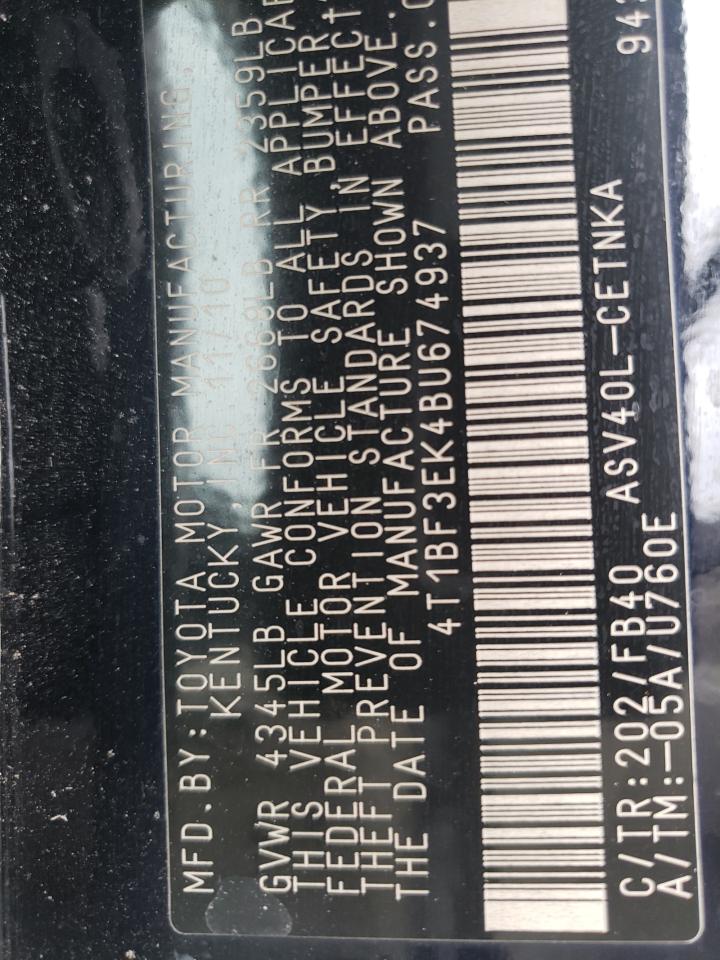 MFD.BY:TOYOTA MOTOR MANUFACTURING,
KENTUCKY, INC. 11/10
GVWR 4345LB GAWR FR 2668LB RR 2359LB
THIS VEHICLE CONFORMS TO ALL APPLICAB
FEDERAL MOTOR VEHICLE SAFETY, BUMPER,
THEFT PREVENTION STANDARDS IN EFFECT
THE DATE OF MANUFACTURE SHOWN ABOVE.
4T1BF3EK4BU674937 PASS.C
ASV40L-CETNKA 943
C/TR:202/FB40
A/TM:-05A/U760E